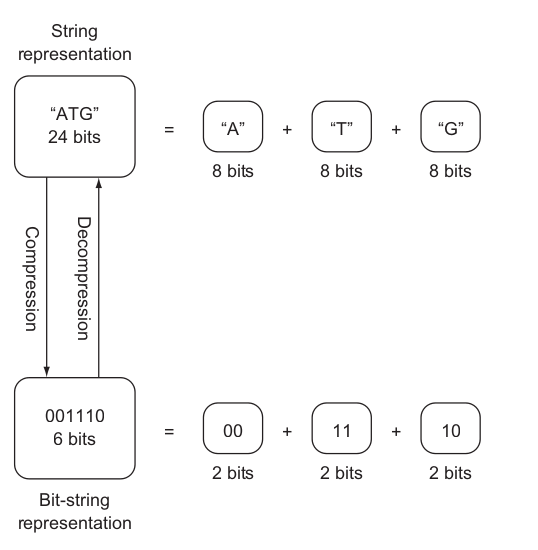 String
representation
“ATG”
24 bits
=
“A”
+
“T”
+
“G”
8 bits
8 bits
8 bits
Compression
Decompression
001110
6 bits
=
00
+
11
+
10
2 bits
2 bits
2 bits
Bit-string
representation